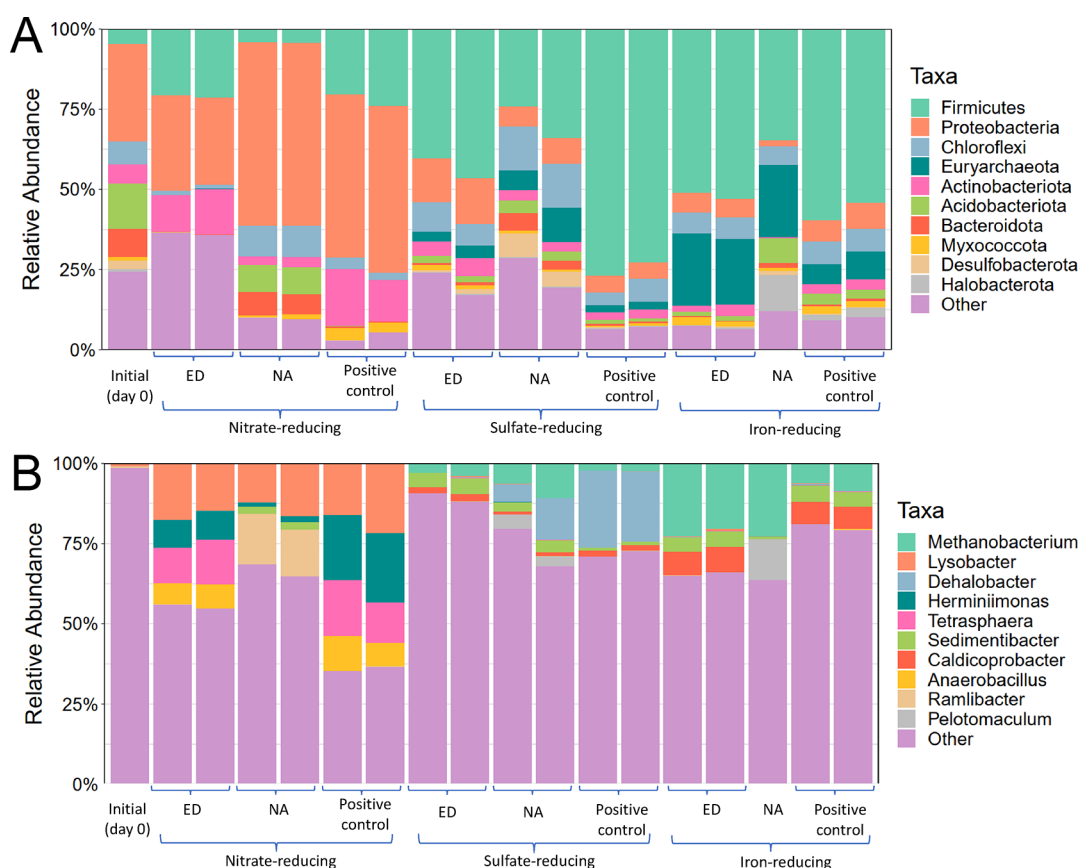 A
Relative Abundance
100%
75%
50%
25%
0%
Taxa
Firmicutes
Proteobacteria
Chloroflexi
Euryarchaeota
Actinobacteriota
Acidobacteriota
Bacteroidota
Myxococcota
Desulfobacterota
Halobacterota
Other
Initial
(day 0)
ED
NA
Positive
control
ED
NA
Positive
control
ED
NA
Positive
control
Nitrate-reducing
Sulfate-reducing
Iron-reducing
B
Relative Abundance
100%
75%
50%
25%
0%
Taxa
Methanobacterium
Lysobacter
Dehalobacter
Herminiimonas
Tetrasphaera
Sedimentibacter
Caldicoprobacter
Anaerobacillus
Ramlibacter
Pelotomaculum
Other
Initial
(day 0)
ED
NA
Positive
control
ED
NA
Positive
control
ED
NA
Positive
control
Nitrate-reducing
Sulfate-reducing
Iron-reducing